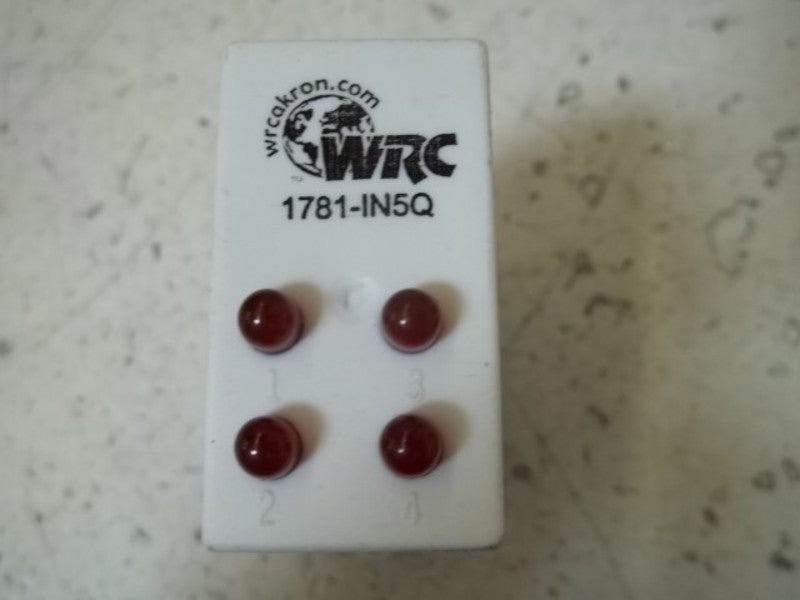 wrcakron.com
WRC
1781-IN5Q
1 3
2 4